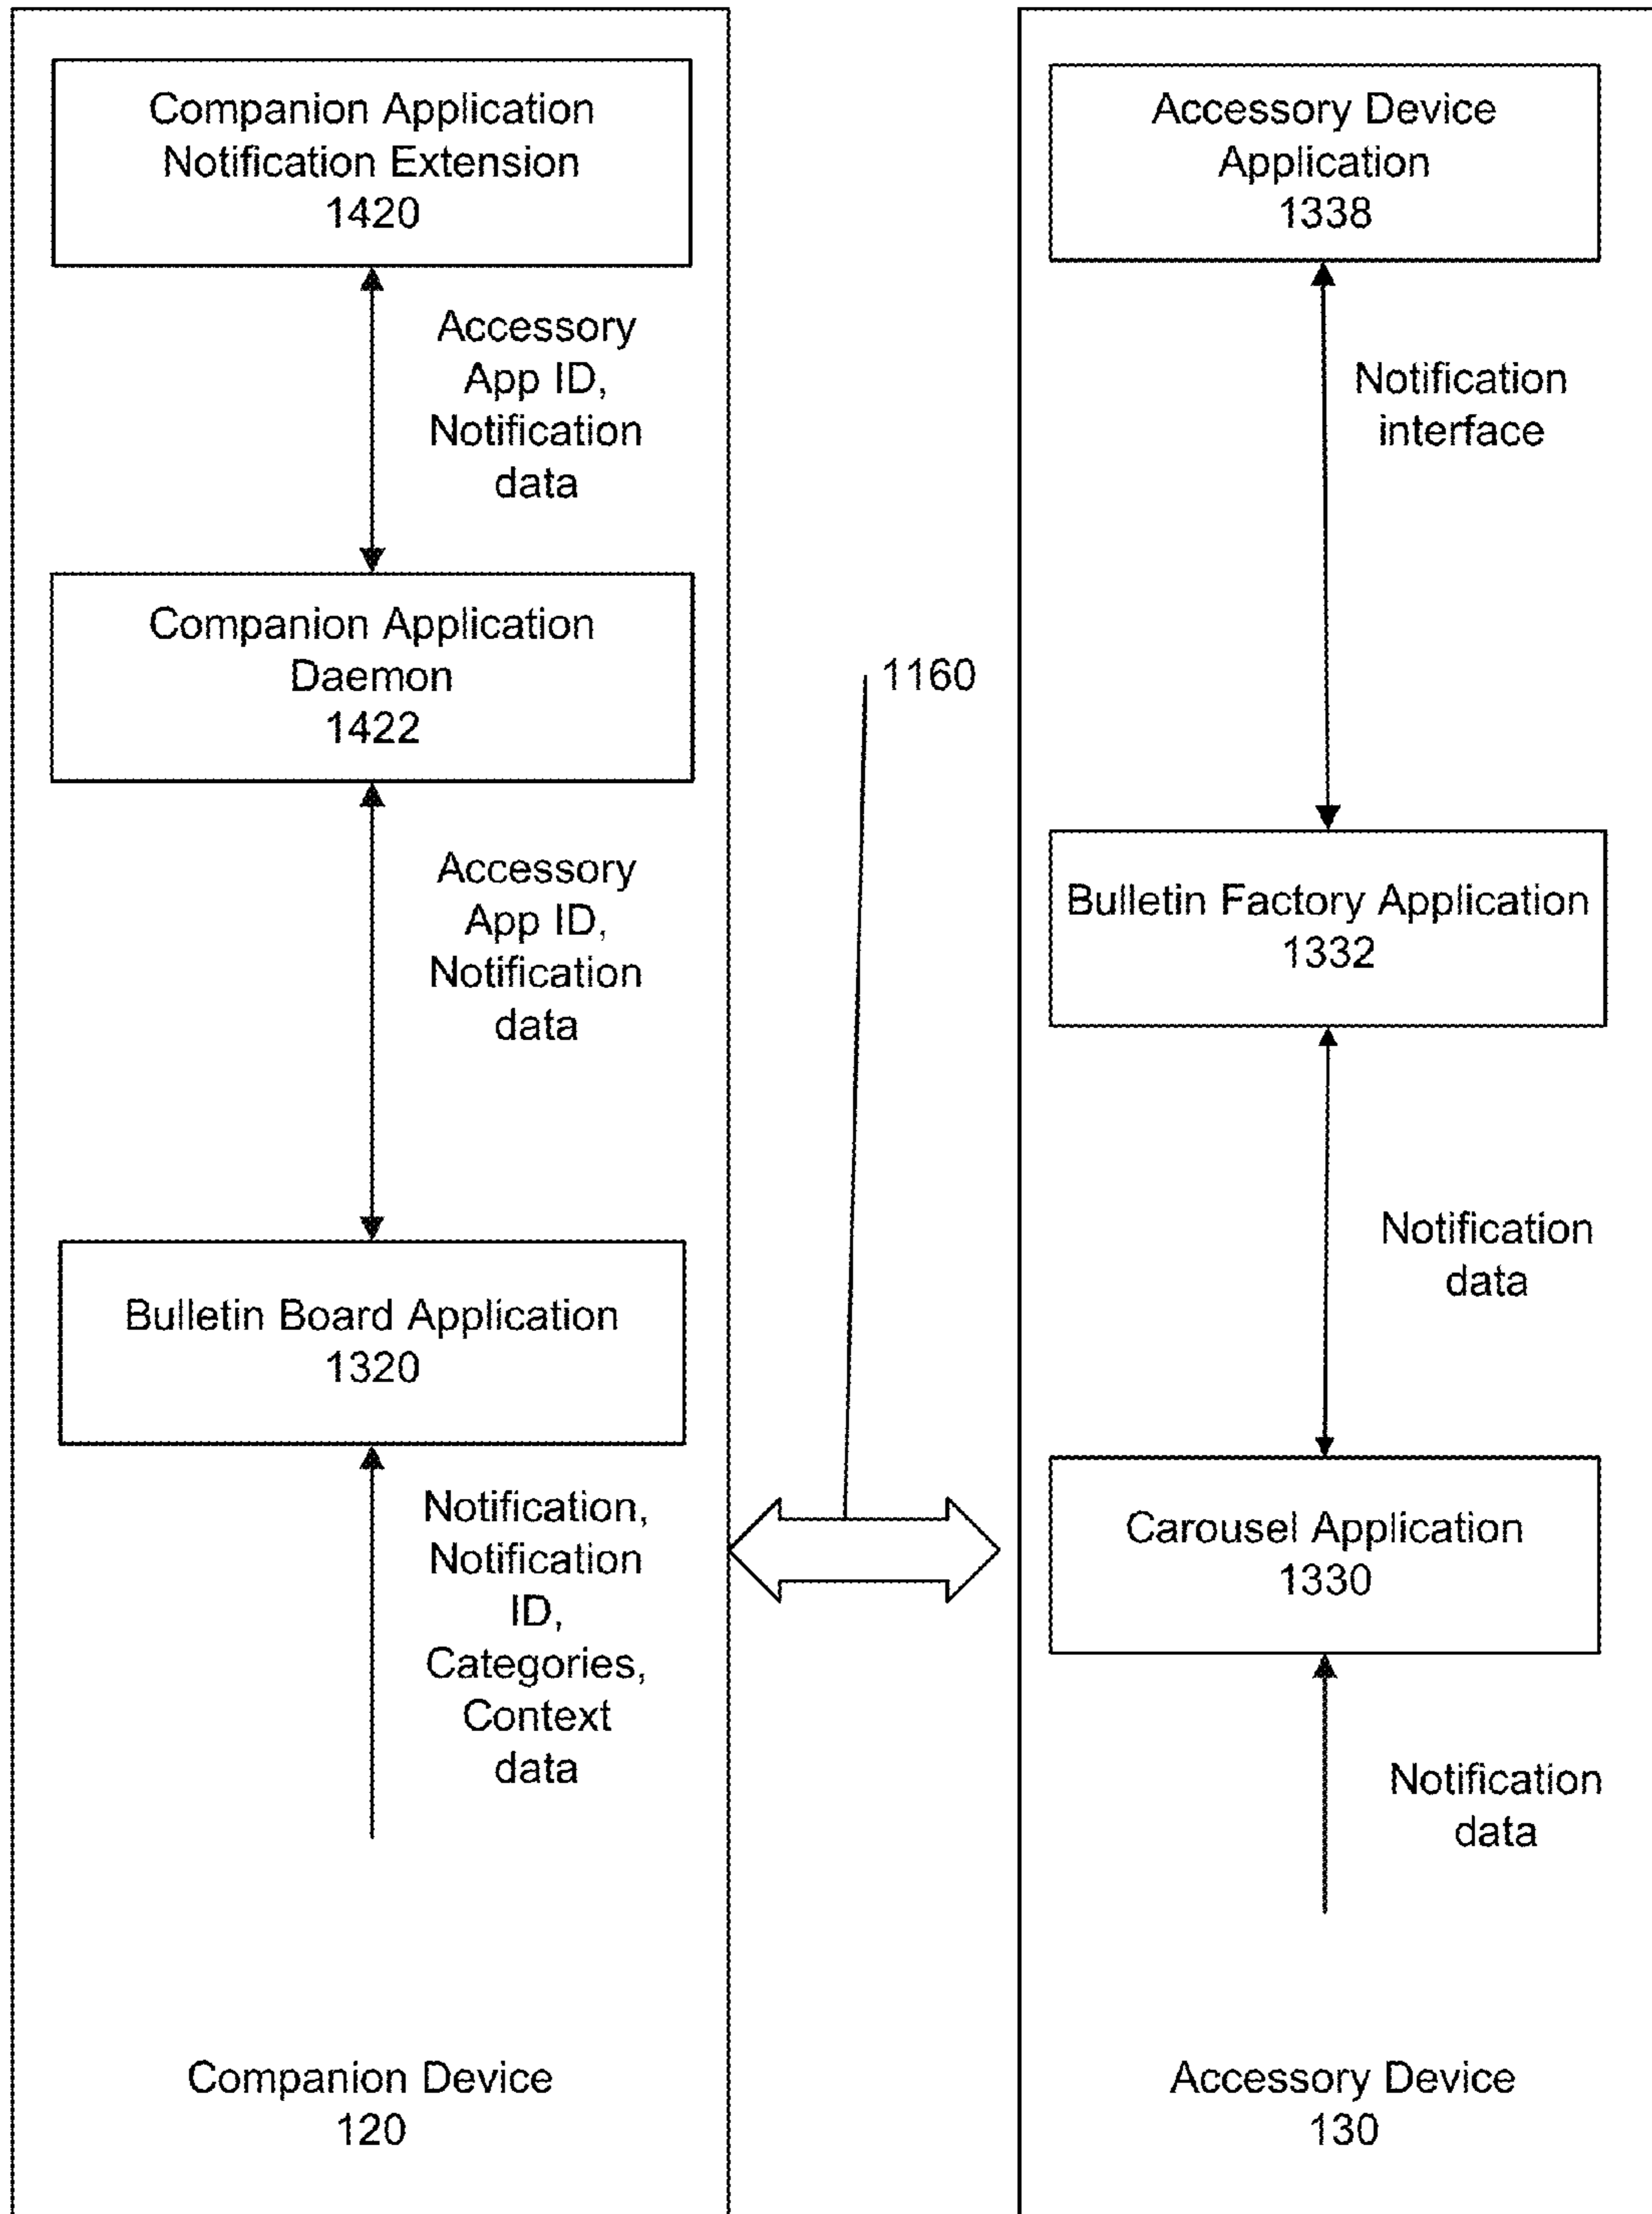 Companion Application
Notification Extension
1420
Accessory
App ID,
Notification
data
Companion Application
Daemon
1422
Accessory
App ID,
Notification
data
Bulletin Board Application
1320
Notification,
Notification
ID,
Categories,
Context
data
Companion Device
120
1160
Accessory Device
Application
1338
Notification
interface
Bulletin Factory Application
1332
Notification
data
Carousel Application
1330
Notification
data
Accessory Device
130